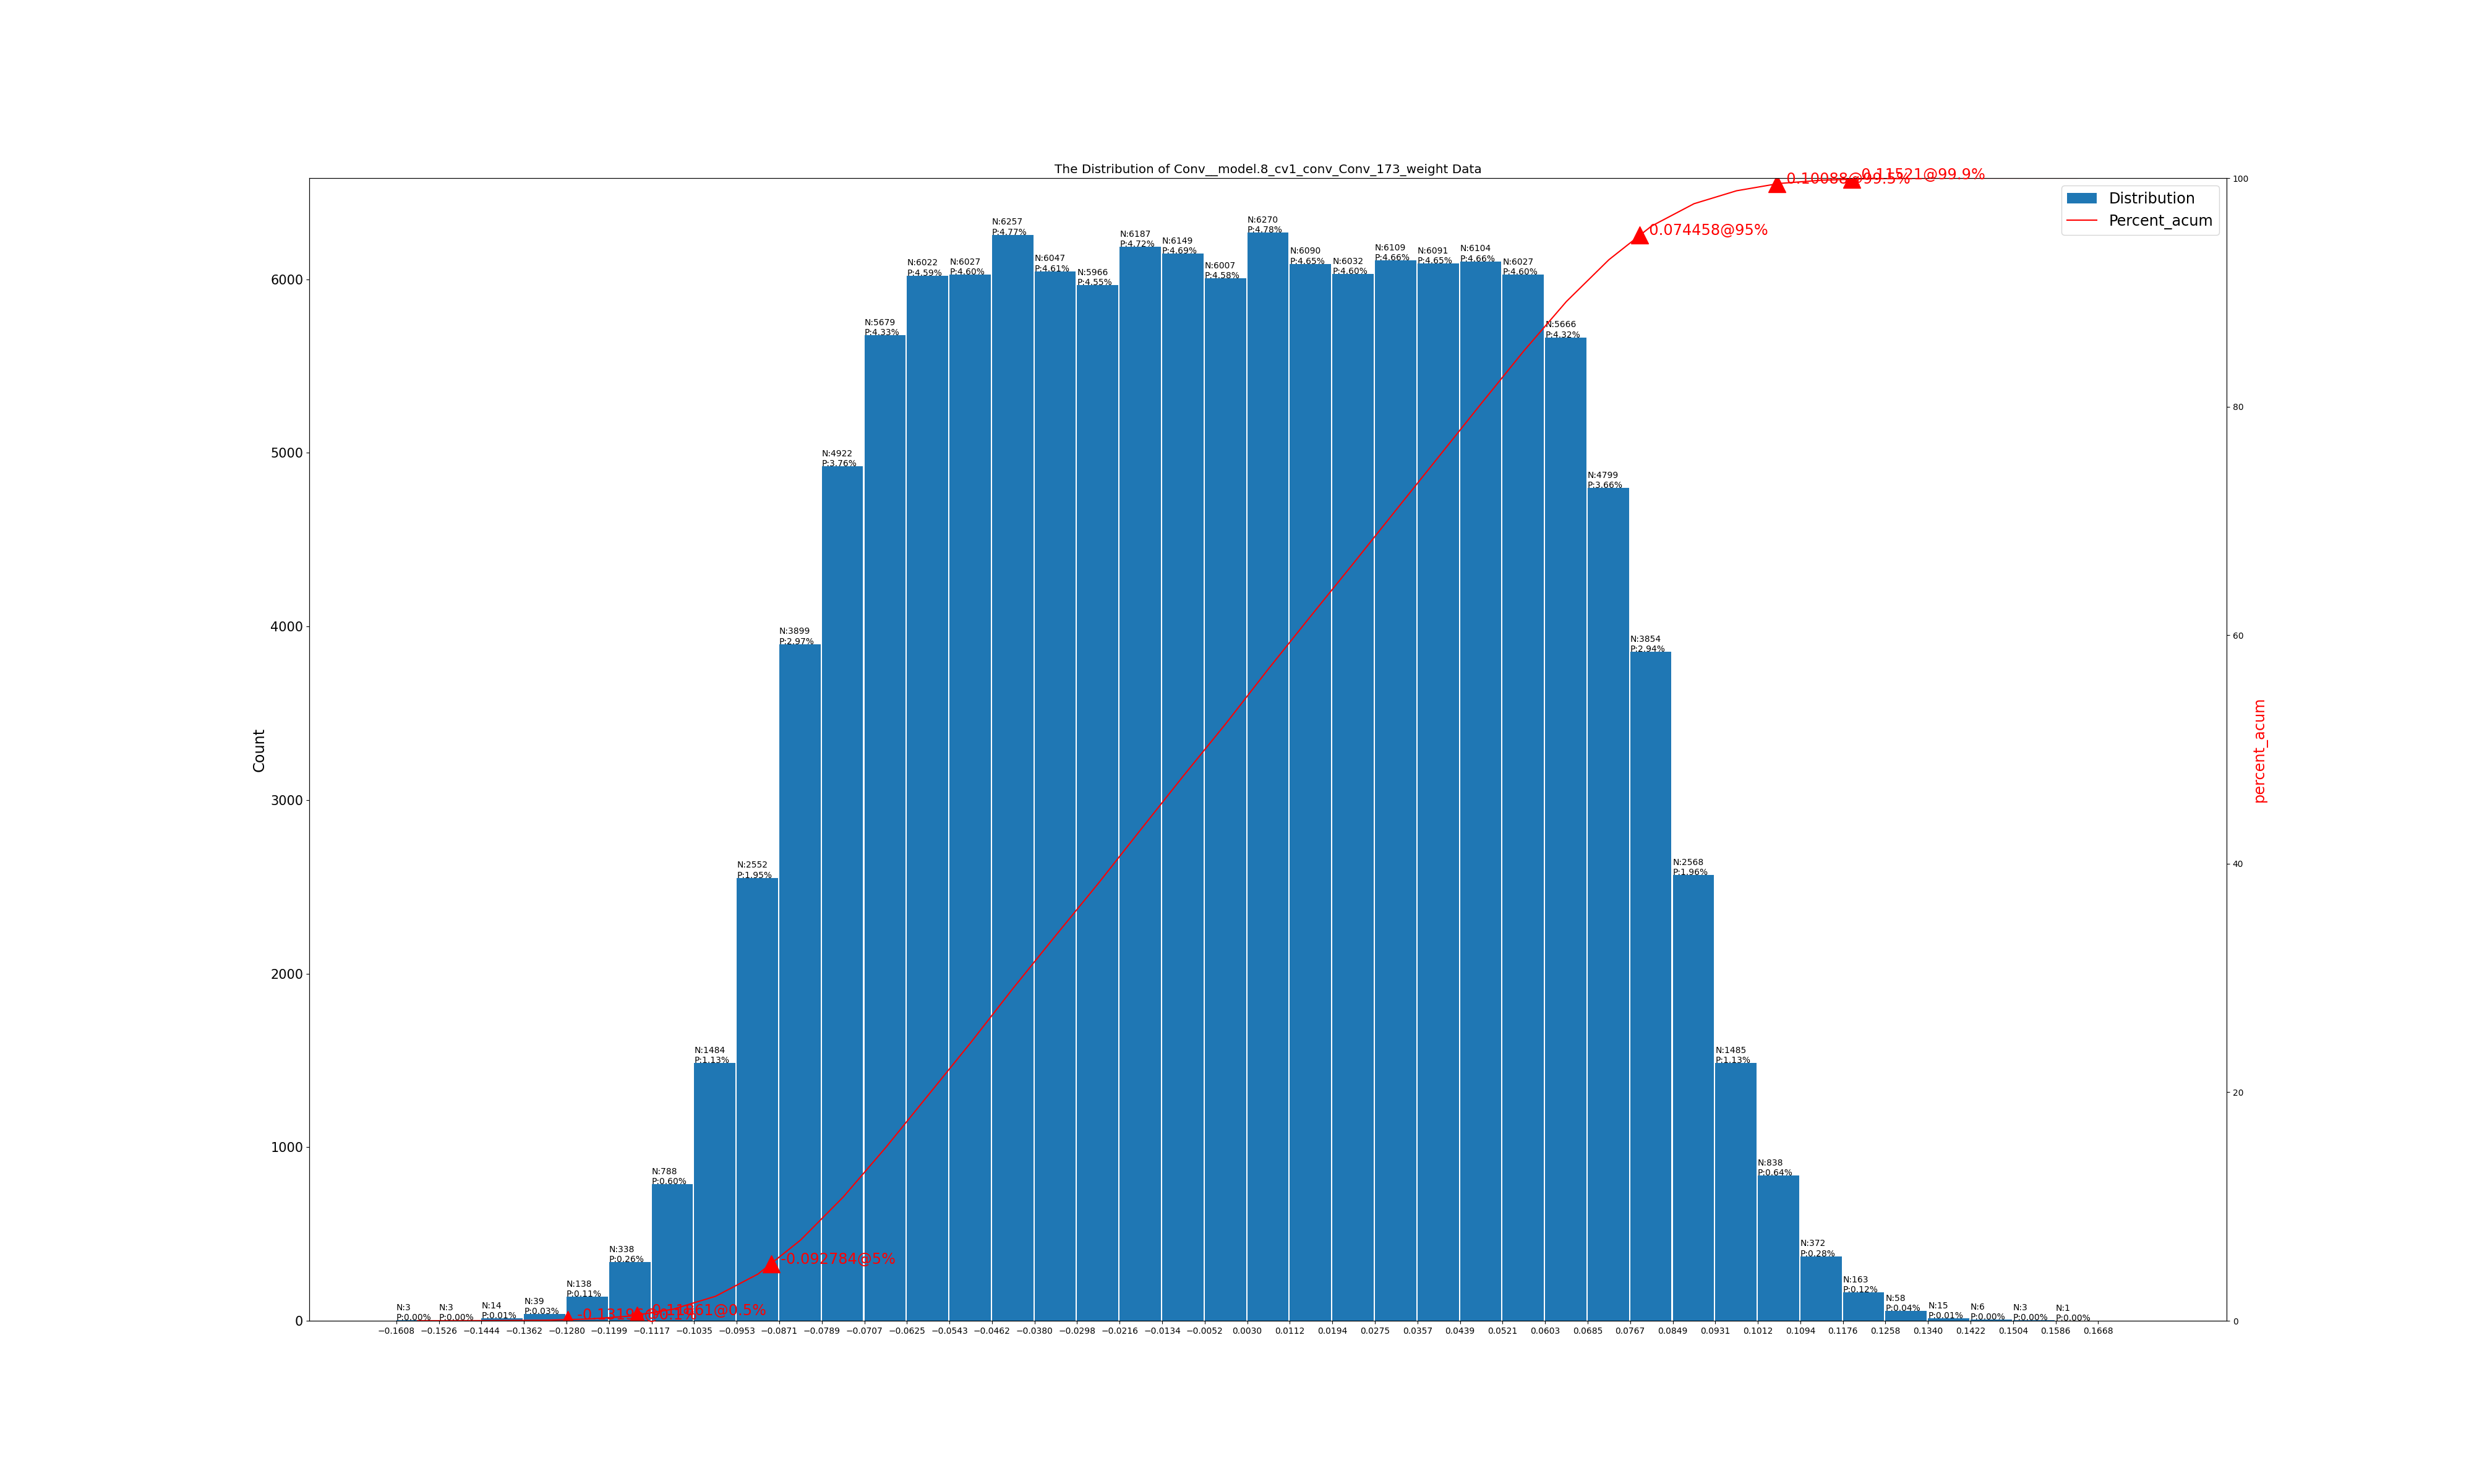 The Distribution of Conv__model.8_cv1_conv_Conv_173_weight Data
Distribution
Percent_acum
0.10088@99.5%
0.11521@99.9%
0.074458@95%
-0.092784@5%
@0.5%
Count
percent_acum
6000
5000
4000
3000
2000
1000
0
100
80
60
40
20
0
N:3
P:0.00%
N:3
P:0.00%
N:14
P:0.01%
N:39
P:0.03%
N:138
P:0.11%
N:338
P:0.26%
N:788
P:0.60%
N:1484
P:1.13%
N:2552
P:1.95%
N:3899
P:2.97%
N:4922
P:3.76%
N:5679
P:4.33%
N:6022
P:4.59%
N:6027
P:4.60%
N:6257
P:4.77%
N:6047
P:4.61%
N:5966
P:4.55%
N:6187
P:4.72%
N:6149
P:4.69%
N:6007
P:4.58%
N:6270
P:4.78%
N:6090
P:4.65%
N:6032
P:4.60%
N:6109
P:4.66%
N:6091
P:4.65%
N:6104
P:4.66%
N:6027
P:4.60%
N:5666
P:4.32%
N:4799
P:3.66%
N:3854
P:2.94%
N:2568
P:1.96%
N:1485
P:1.13%
N:838
P:0.64%
N:372
P:0.28%
N:163
P:0.12%
N:58
P:0.04%
N:15
P:0.01%
N:6
P:0.00%
N:3
P:0.00%
N:1
P:0.00%
−0.1608 −0.1526 −0.1444 −0.1362 −0.1280 −0.1199 −0.1117 −0.1035 −0.0953 −0.0871 −0.0789 −0.0707 −0.0625 −0.0543 −0.0462 −0.0380 −0.0298 −0.0216 −0.0134 −0.0052 0.0030 0.0112 0.0194 0.0275 0.0357 0.0439 0.0521 0.0603 0.0685 0.0767 0.0849 0.0931 0.1012 0.1094 0.1176 0.1258 0.1340 0.1422 0.1504 0.1586 0.1668